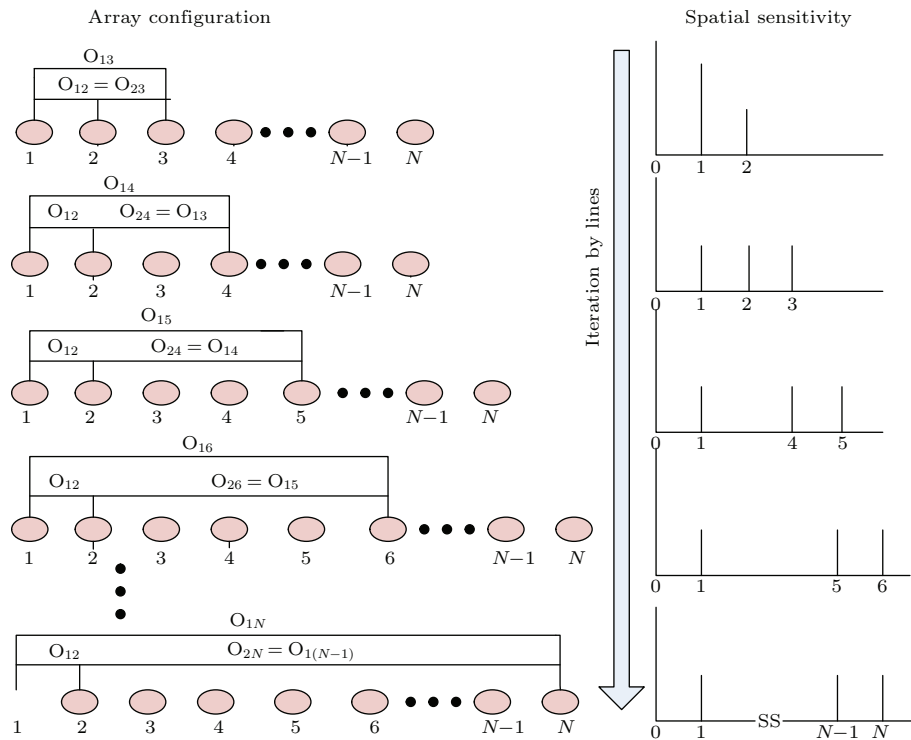 Array configuration
Spatial sensitivity
O13
O12 = O23
1 2 3 4 N−1 N
0 1 2
O14
O12 O24 = O13
1 2 3 4 N−1 N
0 1 2 3
O15
O12 O24 = O14
1 2 3 4 5 N−1 N
0 1 4 5
O16
O12 O26 = O15
1 2 3 4 5 6 N−1 N
0 1 5 6
O1N
O12 O2N = O1(N−1)
1 2 3 4 5 6 N−1 N
0 1 SS N−1 N
Iteration by lines